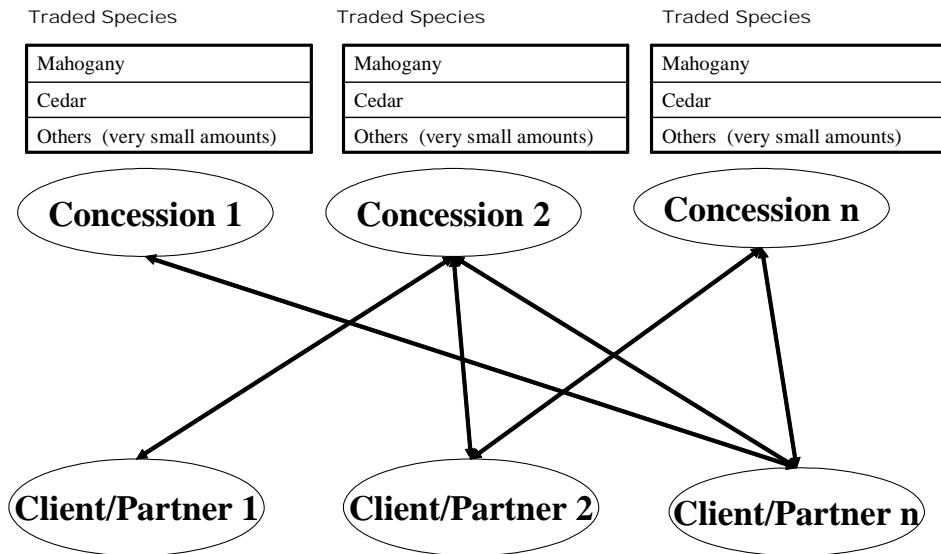 Traded Species
Traded Species
Traded Species
Mahogany
Mahogany
Mahogany
Cedar
Cedar
Cedar
Others (very small amounts)
Others (very small amounts)
Others (very small amounts)
Concession 1
Concession 2
Concession n
Client/Partner 1
Client/Partner 2
Client/Partner n